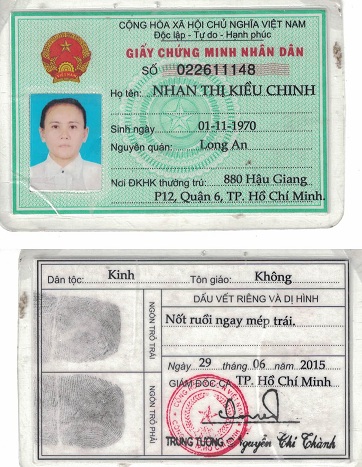 CỘNG HÒA XÃ HỘI CHỦ NGHĨA VIỆT NAM
Độc lập - Tự do - Hạnh phúc
GIẤY CHỨNG MINH NHÂN DÂN
SỐ 022611148
Họ tên: NHAN THỊ KIỀU CHINH
Sinh ngày 01-11-1970
Nguyên quán: Long An
Nơi ĐKHK thường trú: 880 Hậu Giang
P12, Quận 6, TP. Hồ Chí Minh.
Dân tộc: Kinh Tôn giáo: Không
NGÓN TRỎ TRÁI
DẤU VẾT RIÊNG VÀ DỊ HÌNH
Nốt ruồi ngay mép trái.
NGÓN TRỎ PHẢI
Ngày 29 tháng 06 năm 2015
GIÁM ĐỐC CA TP. Hồ Chí Minh
TRUNG TƯỚNG Nguyễn Chí Thành